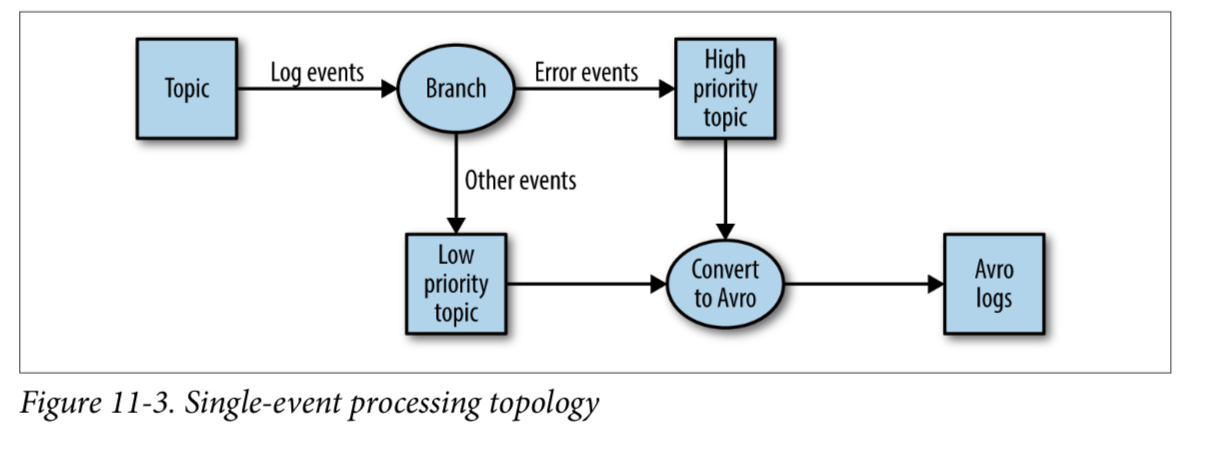 Topic
Log events
Branch
Error events
High
priority
topic
Other events
Low
priority
topic
Convert
to Avro
Avro
logs
Figure 11-3. Single-event processing topology